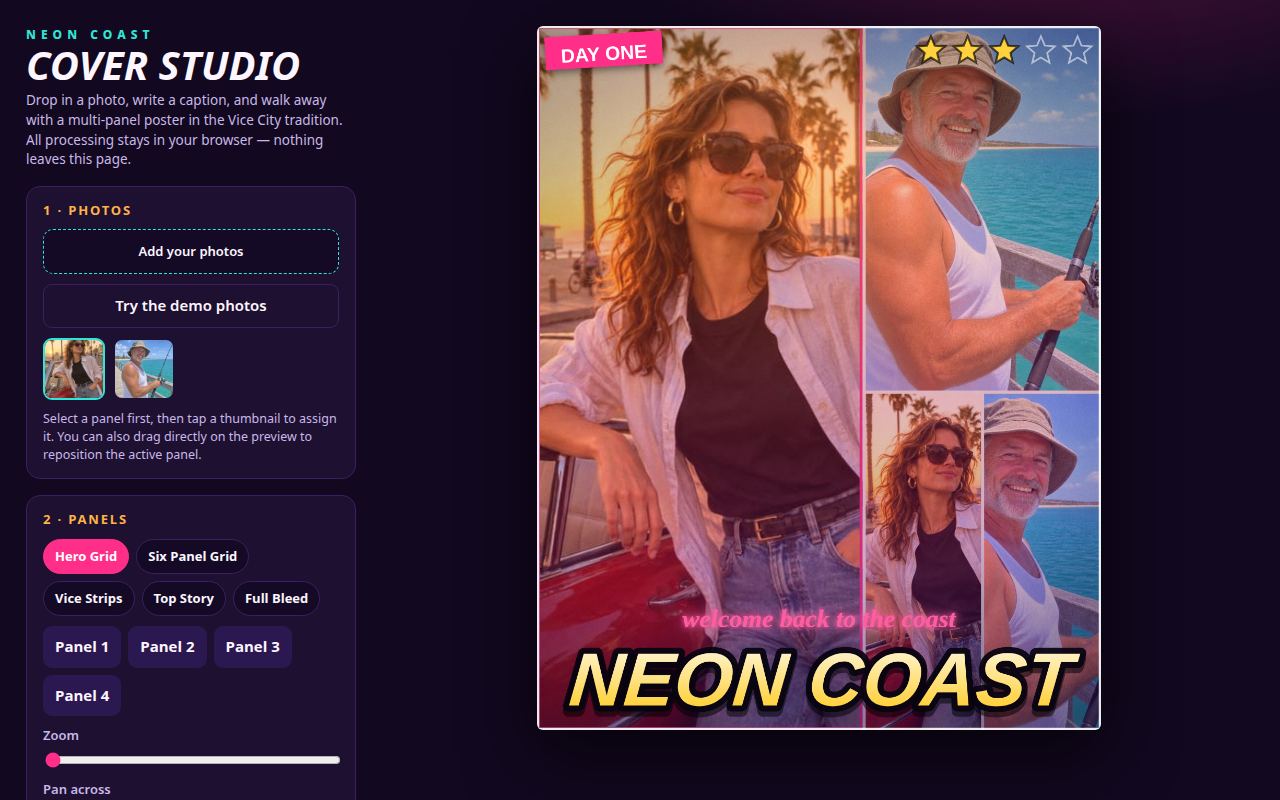 NEON COAST
COVER STUDIO
Drop in a photo, write a caption, and walk away
with a multi-panel poster in the Vice City tradition.
All processing stays in your browser — nothing
leaves this page.
1 · PHOTOS
Add your photos
Try the demo photos
Select a panel first, then tap a thumbnail to assign
it. You can also drag directly on the preview to
reposition the active panel.
2 · PANELS
Hero Grid
Six Panel Grid
Vice Strips
Top Story
Full Bleed
Panel 1
Panel 2
Panel 3
Panel 4
Zoom
Pan across
DAY ONE
welcome back to the coast
NEON COAST